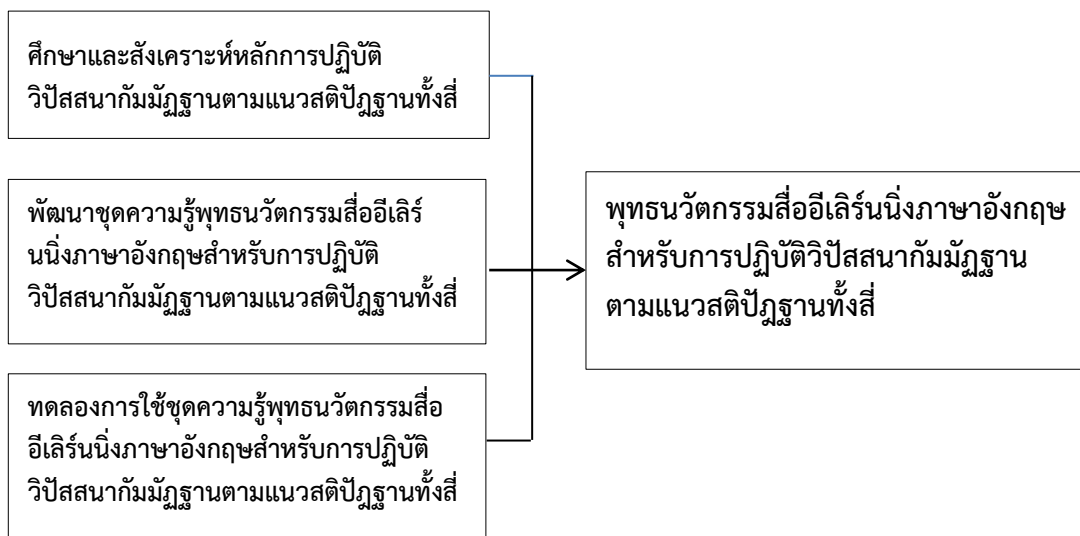 ศึกษาและสังเคราะห์หลักการปฏิบัติ
วิปัสสนากัมมัฏฐานตามแนวสติปัฏฐานทั้งสี่
พัฒนาชุดความรู้พุทธนวัตกรรมสื่ออีเลิร์
นนิ่งภาษาอังกฤษสำหรับการปฏิบัติ
วิปัสสนากัมมัฏฐานตามแนวสติปัฎฐานทั้งสี่
ทดลองการใช้ชุดความรู้พุทธนวัตกรรมสื่อ
อีเลิร์นนิ่งภาษาอังกฤษสำหรับการปฏิบัติ
วิปัสสนากัมมัฏฐานตามแนวสติปัฎฐานทั้งสี่
พุทธนวัตกรรมสื่ออีเลิร์นนิ่งภาษาอังกฤษ
สำหรับการปฏิบัติวิปัสสนากัมมัฏฐาน
ตามแนวสติปัฎฐานทั้งสี่